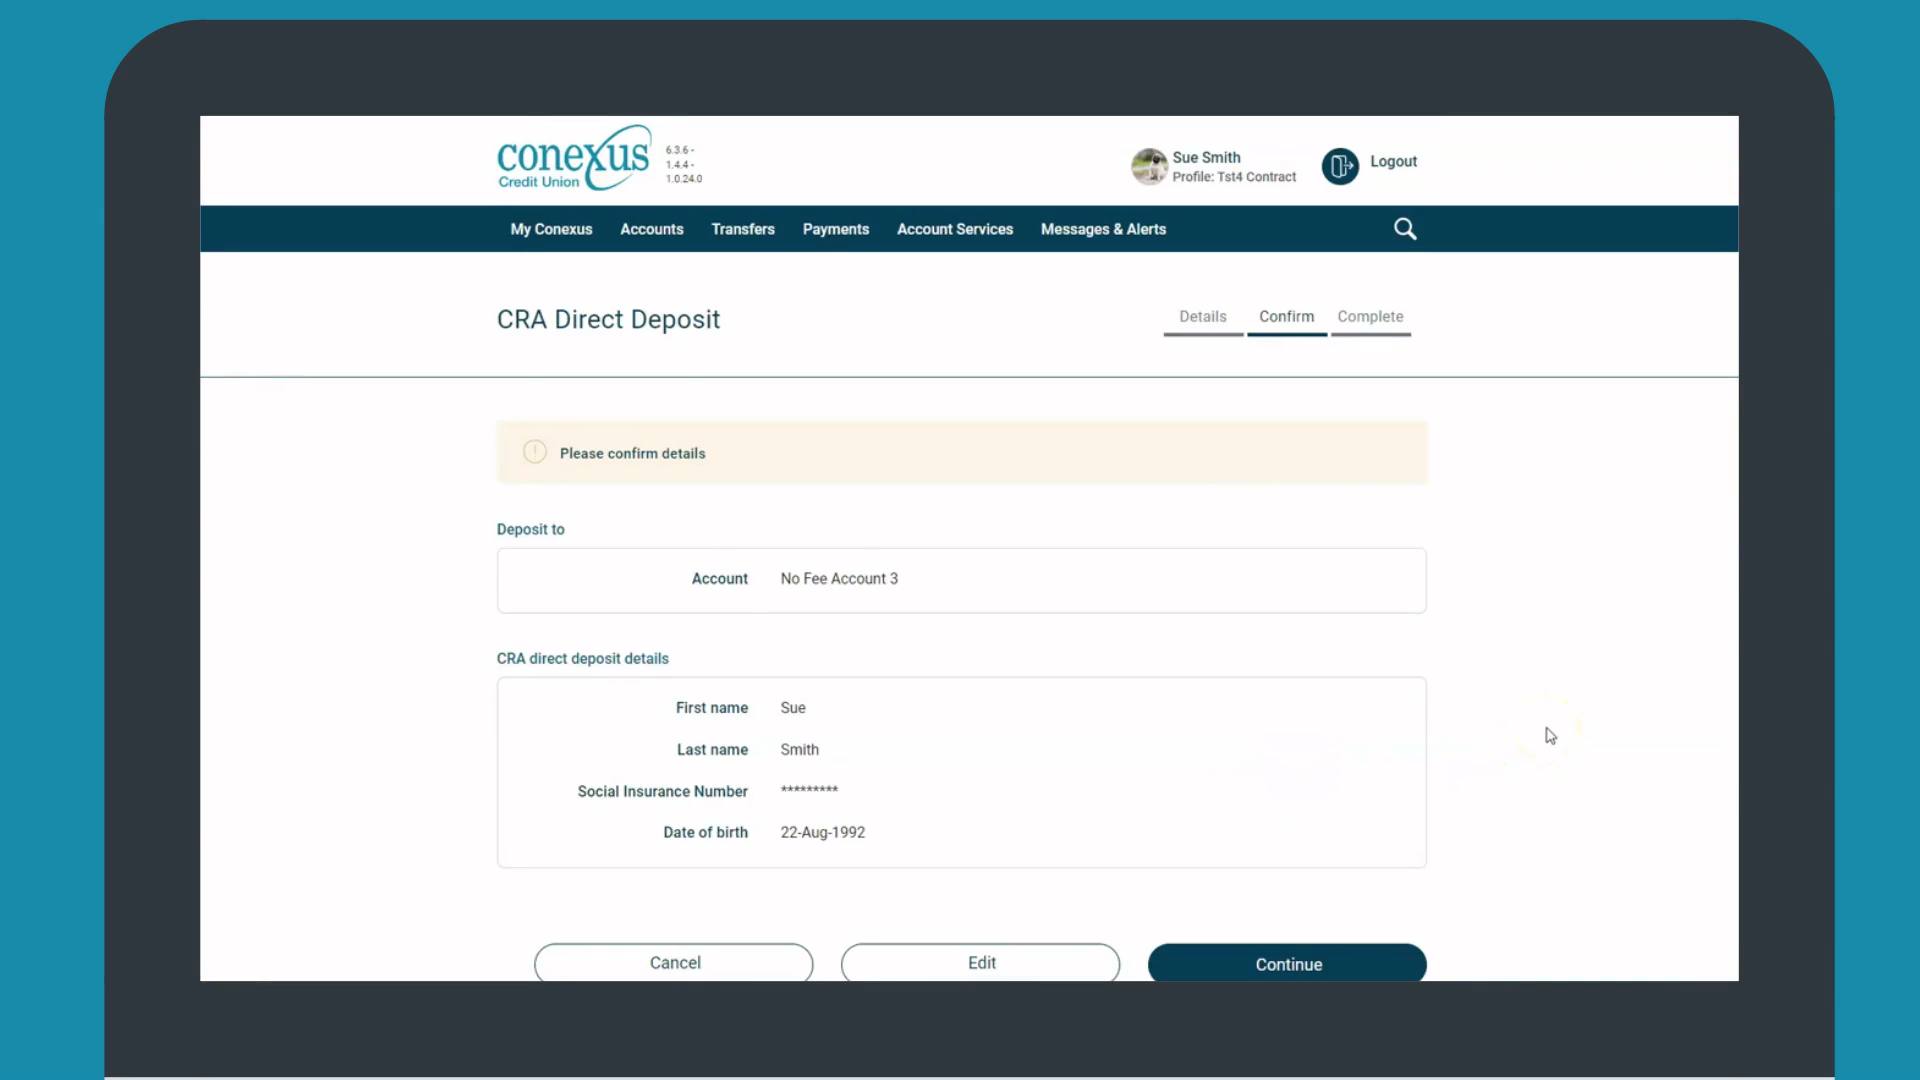 conexus
Credit Union
6.3.6 -
1.4.4 -
1.0.24.0
Sue Smith
Profile: Tst4 Contract
Logout
My Conexus Accounts Transfers Payments Account Services Messages & Alerts
CRA Direct Deposit
Details Confirm Complete
Please confirm details
Deposit to
Account No Fee Account 3
CRA direct deposit details
First name Sue
Last name Smith
Social Insurance Number *********
Date of birth 22-Aug-1992
Cancel Edit Continue